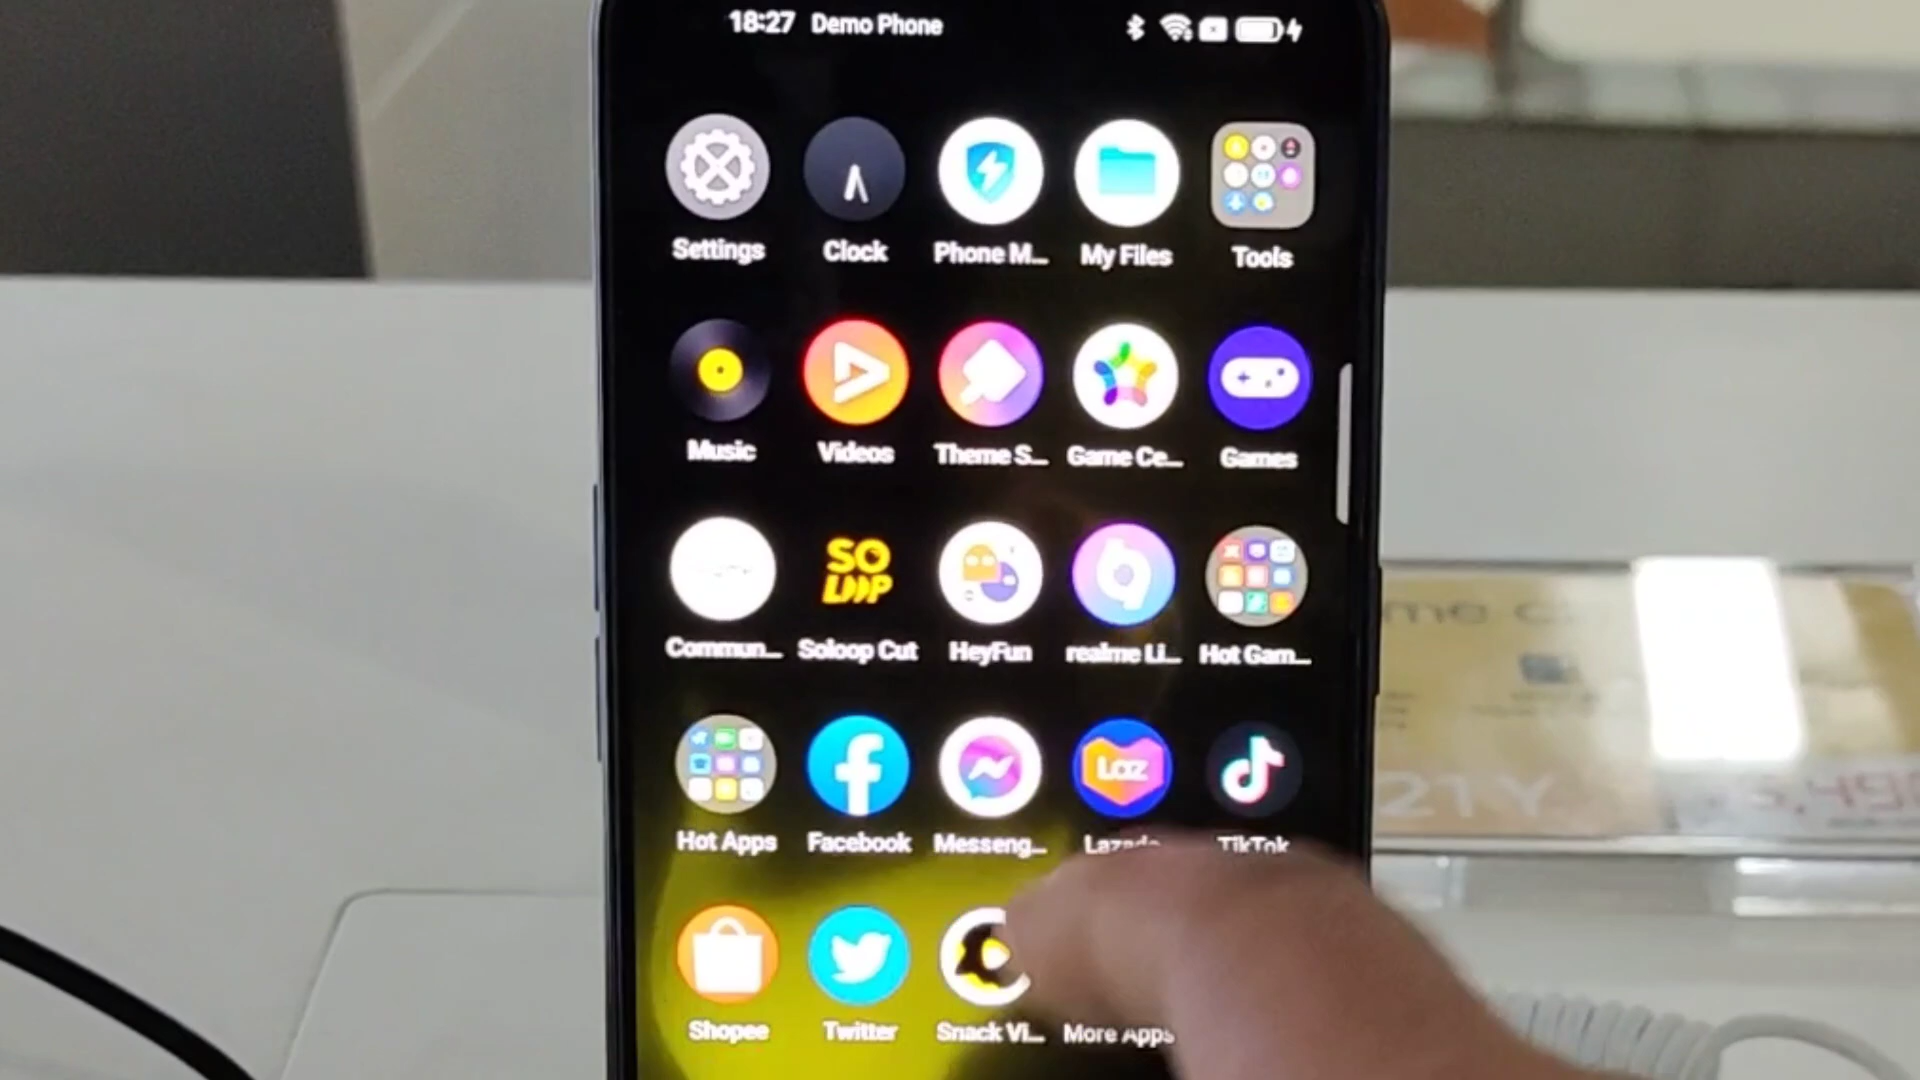 18:27 Demo Phone
Settings Clock Phone M... My Files Tools
Music Videos Theme S... Game Ce... Games
SO
LOOP
Commun... Soloop Cut HeyFun realme Li... Hot Gam...
Laz
Hot Apps Facebook Messeng... Lazada TikTok
Shopee Twitter Snack Vi... More Apps
21Y